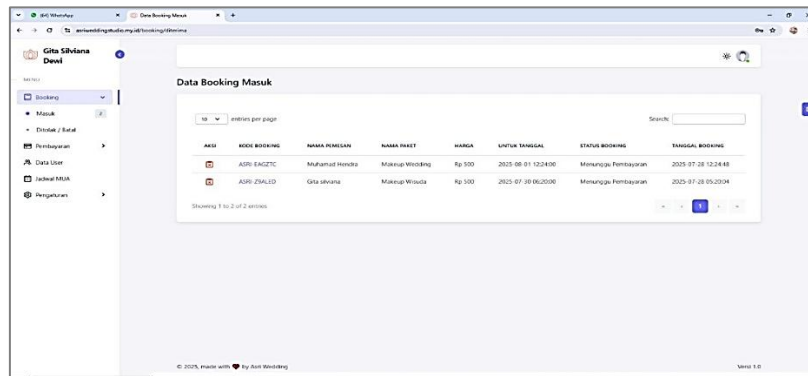 (64) WhatsApp
Data Booking Masuk
asriweddingstudio.my.id/booking/diterima
Gita Silviana
Dewi
MENU
Booking
Masuk 2
Ditolak / Batal
Pembayaran
Data User
Jadwal MUA
Pengaturan
Data Booking Masuk
10 entries per page
Search:
AKSI KODE BOOKING NAMA PEMESAN NAMA PAKET HARGA UNTUK TANGGAL STATUS BOOKING TANGGAL BOOKING
ASRI-EAGZTC Muhamad Hendra Makeup Wedding Rp 500 2025-08-01 12:24:00 Menunggu Pembayaran 2025-07-28 12:24:48
ASRI-Z9ALED Gita silviana Makeup Wisuda Rp 500 2025-07-30 06:20:00 Menunggu Pembayaran 2025-07-28 05:20:04
Showing 1 to 2 of 2 entries
« ‹ 1 › »
© 2025, made with ❤ by Asri Wedding
Versi 1.0